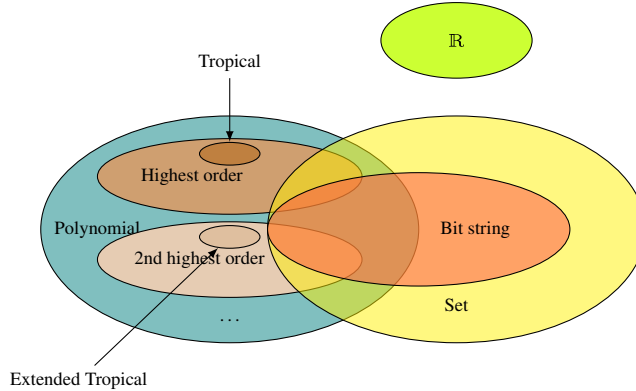 ℝ
Tropical
Highest order
Polynomial
Bit string
2nd highest order
Set
...
Extended Tropical